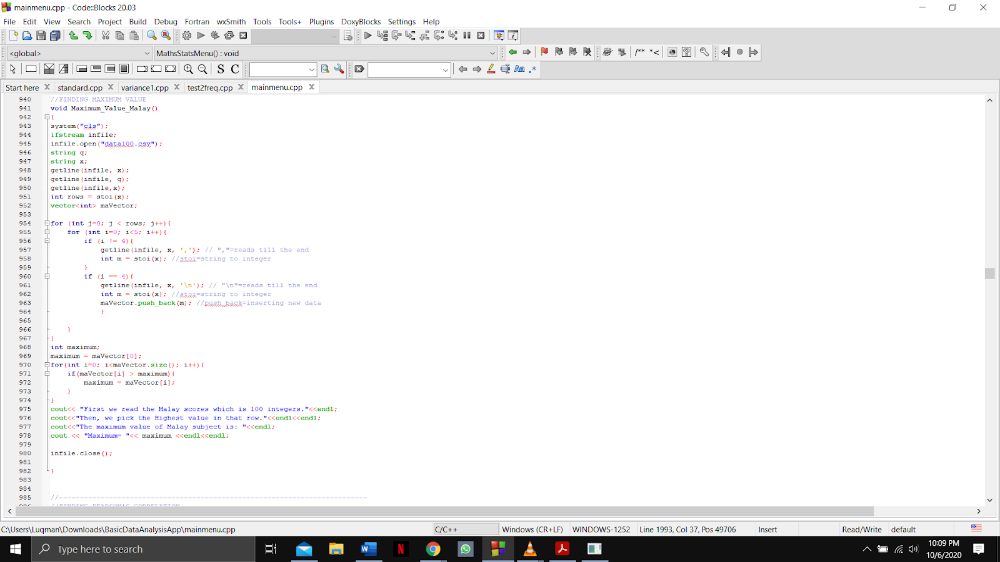 mainmenu.cpp - Code::Blocks 20.03
File Edit View Search Project Build Debug Fortran wxSmith Tools Tools+ Plugins DoxyBlocks Settings Help
<global> MathsStatsMenu() : void
/** *<
S C Aa .*
Start here standard.cpp variance1.cpp test2freq.cpp mainmenu.cpp
940 //FINDING MAXIMUM VALUE
941 void Maximum_Value_Malay()
942 {
943 system("cls");
944 ifstream infile;
945 infile.open("data100.csv");
946 string q;
947 string x;
948 getline(infile, x);
949 getline(infile, q);
950 getline(infile,x);
951 int rows = stoi(x);
952 vector<int> maVector;
953
954 for (int j=0; j < rows; j++){
955 for (int i=0; i<5; i++){
956 if (i != 4){
957 getline(infile, x, ','); // ","=reads till the end
958 int m = stoi(x); //stoi=string to integer
959 }
960 if (i == 4){
961 getline(infile, x, '\n'); // "\n"=reads till the end
962 int m = stoi(x); //stoi=string to integer
963 maVector.push_back(m); //push_back=inserting new data
964 }
965
966 }
967 }
968 int maximum;
969 maximum = maVector[0];
970 for(int i=0; i<maVector.size(); i++){
971 if(maVector[i] > maximum){
972 maximum = maVector[i];
973 }
974 }
975 cout<< "First we read the Malay scores which is 100 integers."<<endl;
976 cout<<"Then, we pick the Highest value in that row."<<endl<<endl;
977 cout<<"The maximum value of Malay subject is: "<<endl;
978 cout << "Maximum= "<< maximum <<endl<<endl;
979
980 infile.close();
981
982 }
983
984
985 //--------------------------------------------------------------------------
C:\Users\Luqman\Downloads\BasicDataAnalysisApp\mainmenu.cpp C/C++ Windows (CR+LF) WINDOWS-1252 Line 1993, Col 37, Pos 49706 Insert Read/Write default
Type here to search
10:09 PM
10/6/2020